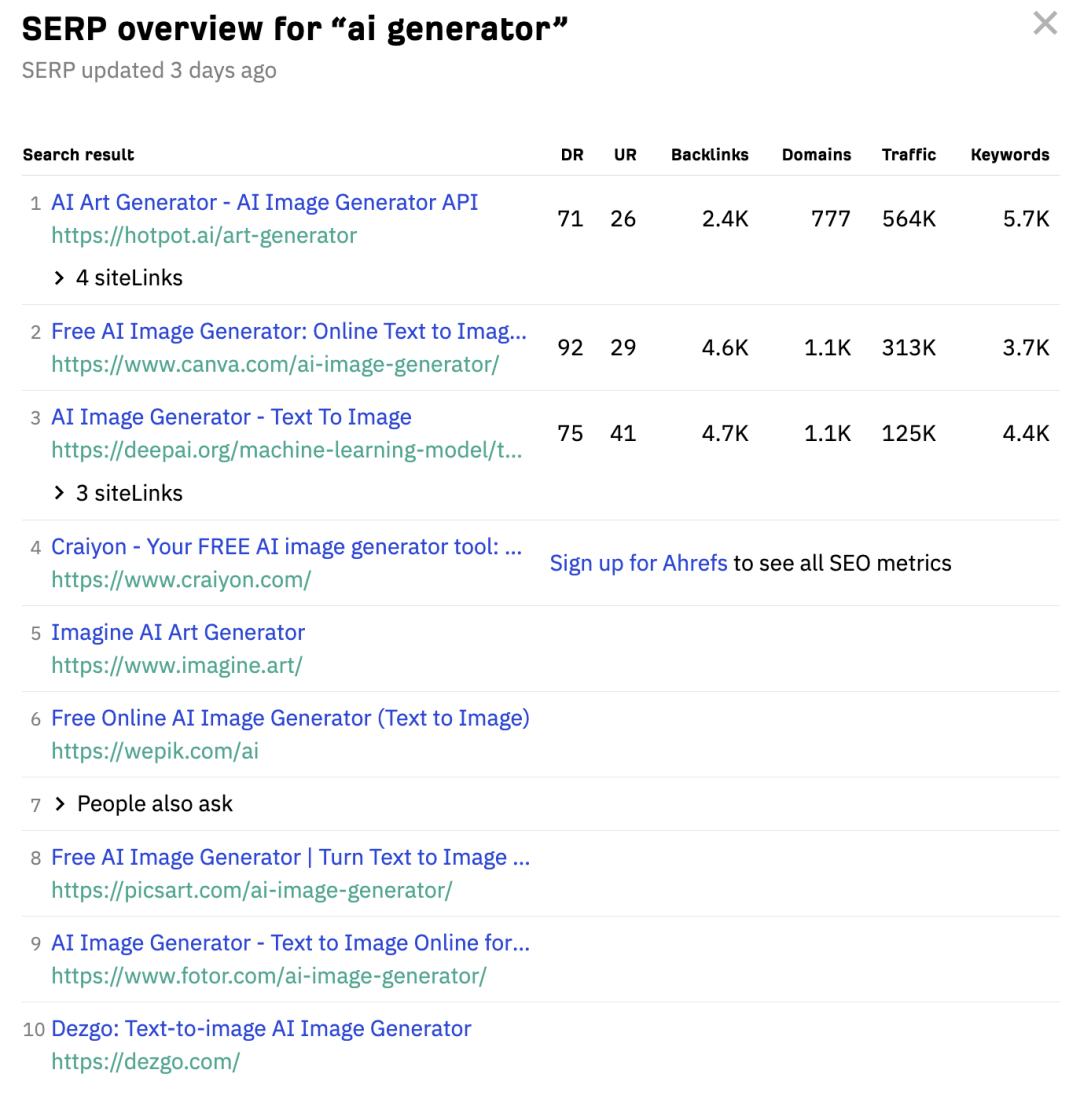 SERP overview for “ai generator”
SERP updated 3 days ago
Search result DR UR Backlinks Domains Traffic Keywords
1 AI Art Generator - AI Image Generator API
https://hotpot.ai/art-generator
71 26 2.4K 777 564K 5.7K
4 siteLinks
2 Free AI Image Generator: Online Text to Imag...
https://www.canva.com/ai-image-generator/
92 29 4.6K 1.1K 313K 3.7K
3 AI Image Generator - Text To Image
https://deepai.org/machine-learning-model/t...
75 41 4.7K 1.1K 125K 4.4K
3 siteLinks
4 Craiyon - Your FREE AI image generator tool: ...
https://www.craiyon.com/
Sign up for Ahrefs to see all SEO metrics
5 Imagine AI Art Generator
https://www.imagine.art/
6 Free Online AI Image Generator (Text to Image)
https://wepik.com/ai
7 People also ask
8 Free AI Image Generator | Turn Text to Image ...
https://picsart.com/ai-image-generator/
9 AI Image Generator - Text to Image Online for...
https://www.fotor.com/ai-image-generator/
10 Dezgo: Text-to-image AI Image Generator
https://dezgo.com/